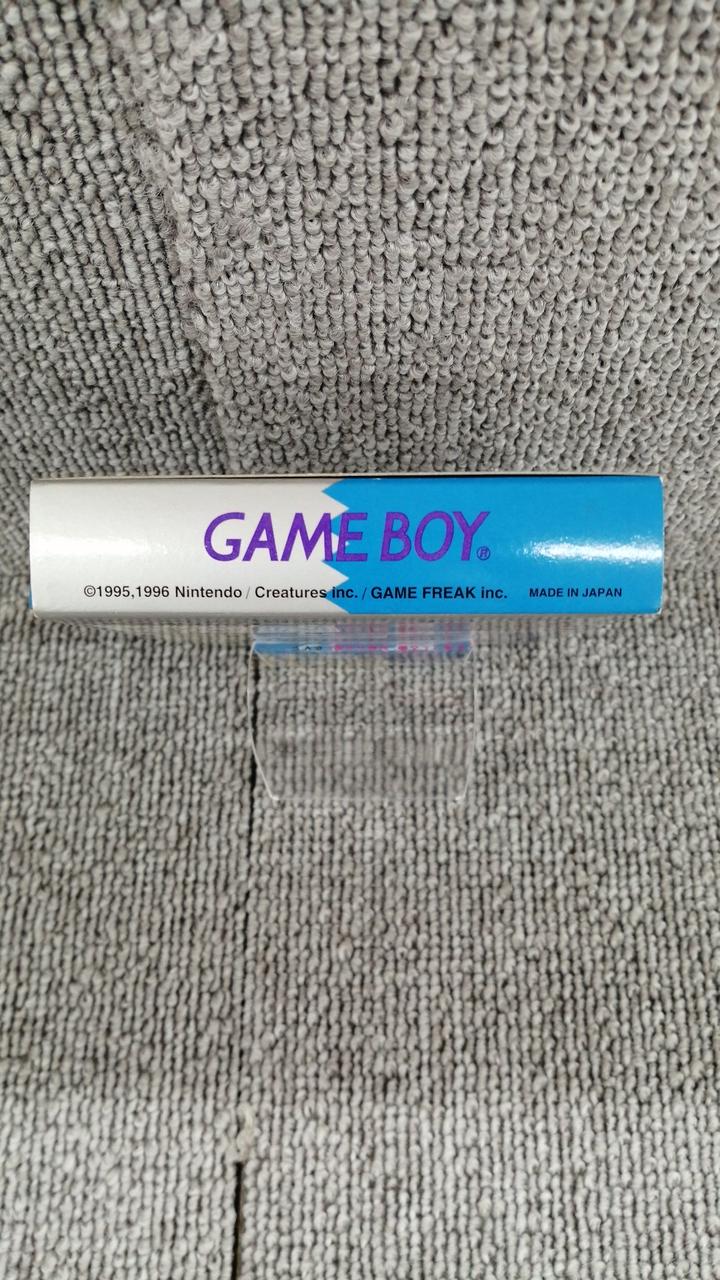 GAME BOY®
©1995,1996 Nintendo / Creatures inc. / GAME FREAK inc. MADE IN JAPAN